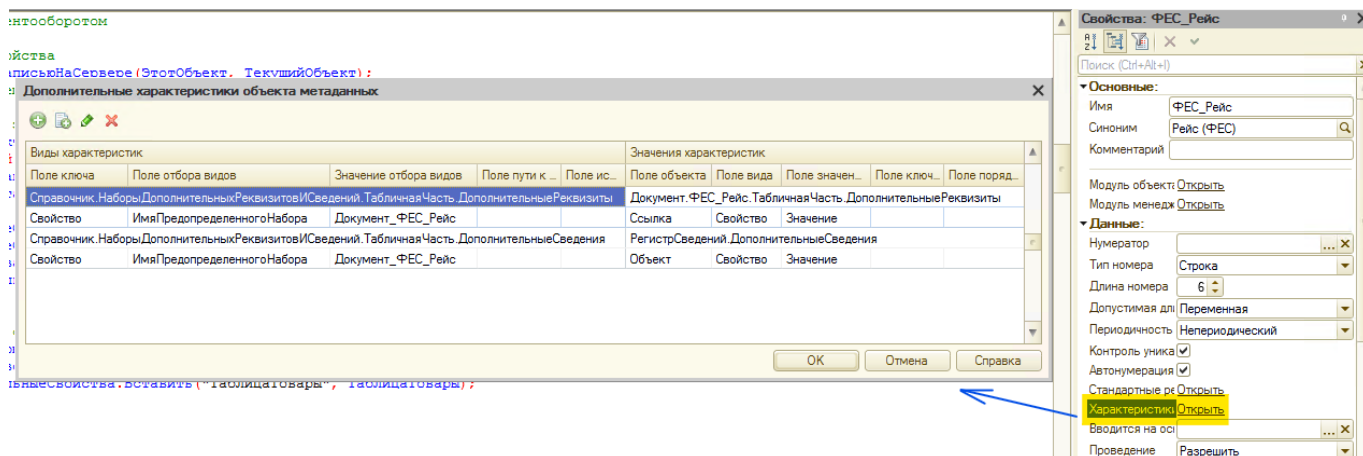 ентооборотом
ойства
аписьюНаСервере(ЭтотОбъект, ТекущийОбъект);
Дополнительные характеристики объекта метаданных
Виды характеристик Значения характеристик
Поле ключа Поле отбора видов Значение отбора видов Поле пути к ... Поле ис... Поле объекта Поле вида Поле значен... Поле ключ... Поле поряд...
Справочник.НаборыДополнительныхРеквизитовИСведений.ТабличнаяЧасть.ДополнительныеРеквизиты Документ.ФЕС_Рейс.ТабличнаяЧасть.ДополнительныеРеквизиты
Свойство ИмяПредопределенногоНабора Документ_ФЕС_Рейс Ссылка Свойство Значение
Справочник.НаборыДополнительныхРеквизитовИСведений.ТабличнаяЧасть.ДополнительныеСведения РегистрСведений.ДополнительныеСведения
Свойство ИмяПредопределенногоНабора Документ_ФЕС_Рейс Объект Свойство Значение
OK Отмена Справка
ьныеСвойства.Вставить("ТаблицаТовары", ТаблицаТовары);
Свойства: ФЕС_Рейс
Поиск (Ctrl+Alt+I)
Основные:
Имя ФЕС_Рейс
Синоним Рейс (ФЕС)
Комментарий
Модуль объекта Открыть
Модуль менедж Открыть
Данные:
Нумератор
Тип номера Строка
Длина номера 6
Допустимая дли Переменная
Периодичность Непериодический
Контроль уника
Автонумерация
Стандартные ре Открыть
Характеристики Открыть
Вводится на осн
Проведение Разрешить